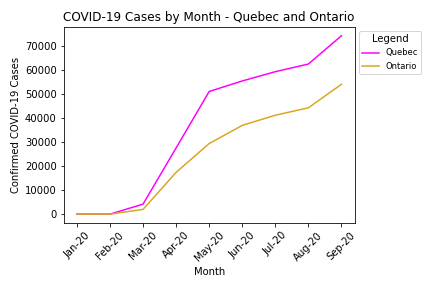 COVID-19 Cases by Month - Quebec and Ontario
Legend
Quebec
Ontario
Confirmed COVID-19 Cases
70000
60000
50000
40000
30000
20000
10000
0
Jan-20
Feb-20
Mar-20
Apr-20
May-20
Jun-20
Jul-20
Aug-20
Sep-20
Month